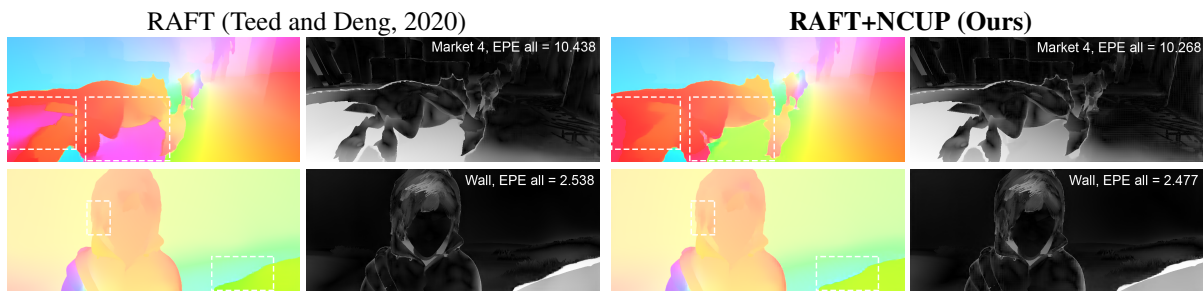 RAFT (Teed and Deng, 2020)
RAFT+NCUP (Ours)
Market 4, EPE all = 10.438
Market 4, EPE all = 10.268
Wall, EPE all = 2.538
Wall, EPE all = 2.477